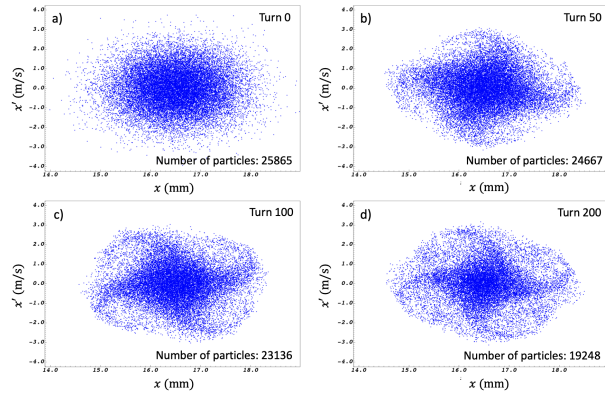 a)
Turn 0
4.0
3.0
2.0
1.0
0.0
-1.0
-2.0
-3.0
-4.0
x′ (m/s)
Number of particles: 25865
14.0 15.0 16.0 17.0 18.0
x (mm)
b)
Turn 50
4.0
3.0
2.0
1.0
0.0
-1.0
-2.0
-3.0
-4.0
x′ (m/s)
Number of particles: 24667
14.0 15.0 16.0 17.0 18.0
x (mm)
c)
Turn 100
4.0
3.0
2.0
1.0
0.0
-1.0
-2.0
-3.0
-4.0
x′ (m/s)
Number of particles: 23136
14.0 15.0 16.0 17.0 18.0
x (mm)
d)
Turn 200
4.0
3.0
2.0
1.0
0.0
-1.0
-2.0
-3.0
-4.0
x′ (m/s)
Number of particles: 19248
14.0 15.0 16.0 17.0 18.0
x (mm)